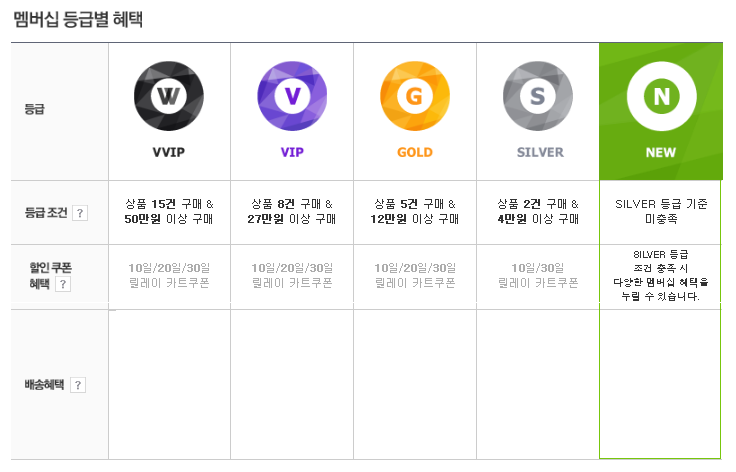 멤버십 등급별 혜택
등급
W
V
G
S
N
VVIP
VIP
GOLD
SILVER
NEW
등급 조건 ?
상품 15건 구매 &
50만원 이상 구매
상품 8건 구매 &
27만원 이상 구매
상품 5건 구매 &
12만원 이상 구매
상품 2건 구매 &
4만원 이상 구매
SILVER 등급 기준
미충족
할인 쿠폰
혜택 ?
10일/20일/30일
릴레이 카트쿠폰
10일/20일/30일
릴레이 카트쿠폰
10일/20일/30일
릴레이 카트쿠폰
10일/30일
릴레이 카트쿠폰
SILVER 등급
조건 충족 시
다양한 멤버십 혜택을
누릴 수 있습니다.
배송혜택 ?